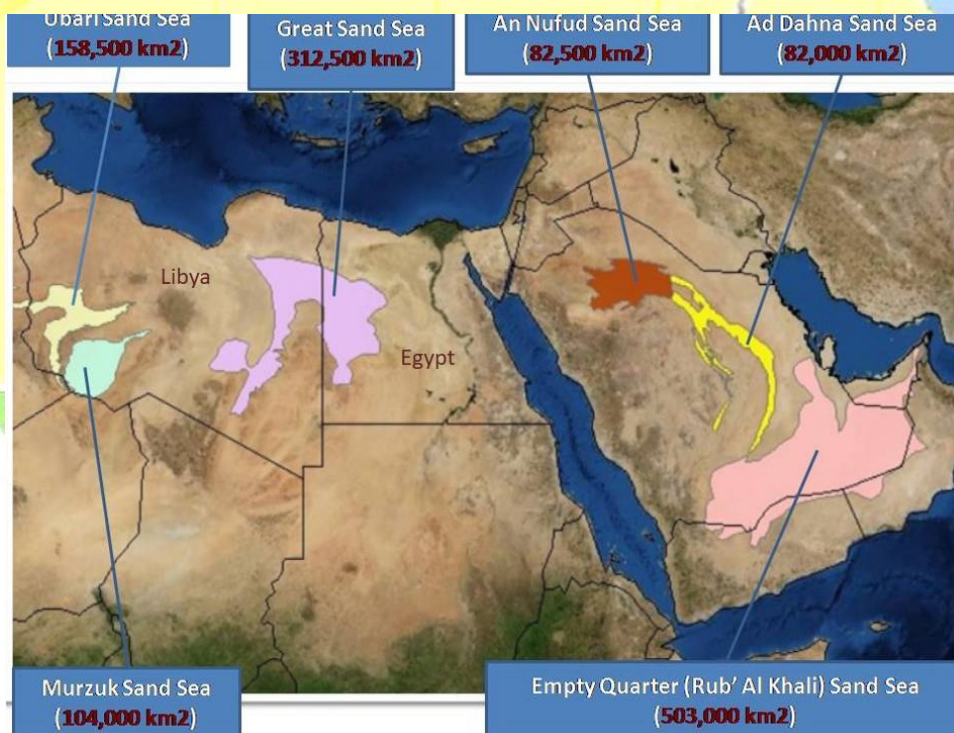 Ubari Sand Sea
(158,500 km2)
Great Sand Sea
(312,500 km2)
An Nufud Sand Sea
(82,500 km2)
Ad Dahna Sand Sea
(82,000 km2)
Libya
Egypt
Murzuk Sand Sea
(104,000 km2)
Empty Quarter (Rub' Al Khali) Sand Sea
(503,000 km2)